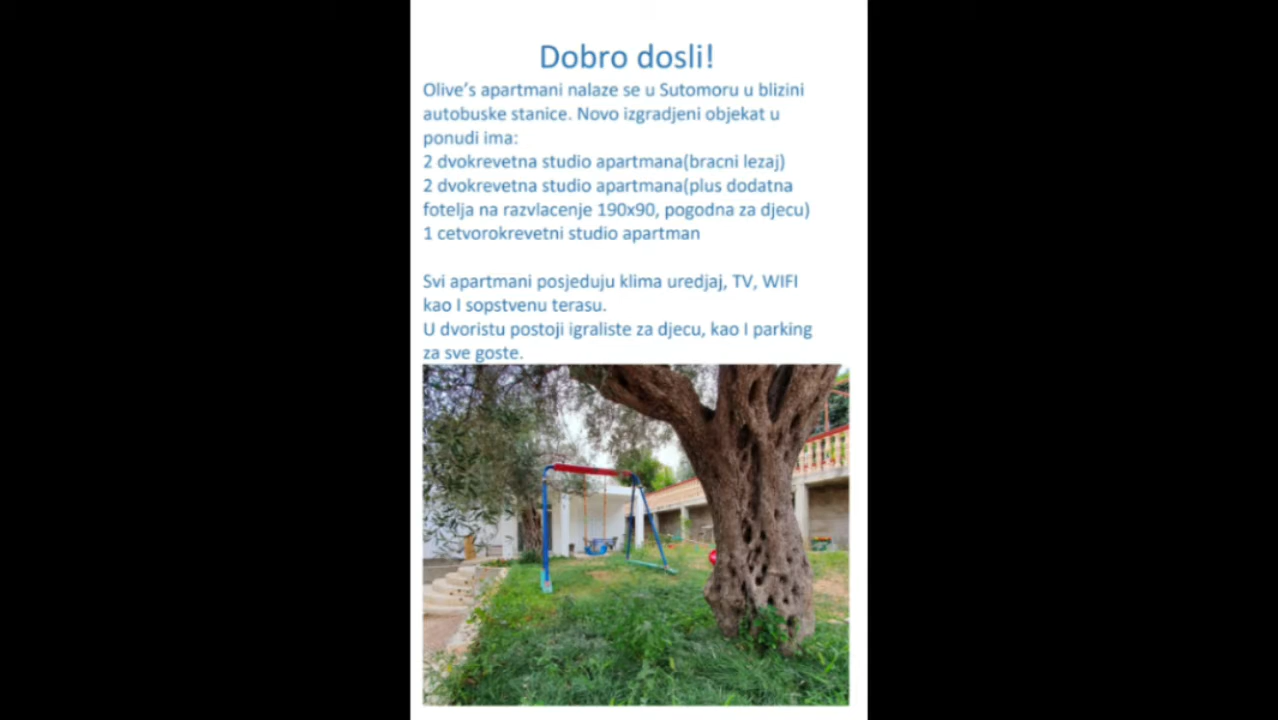 Dobro dosli!
Olive's apartmani nalaze se u Sutomoru u blizini
autobuske stanice. Novo izgradjeni objekat u
ponudi ima:
2 dvokrevetna studio apartmana(bracni lezaj)
2 dvokrevetna studio apartmana(plus dodatna
fotelja na razvlacenje 190x90, pogodna za djecu)
1 cetvorokrevetni studio apartman
Svi apartmani posjeduju klima uredjaj, TV, WIFI
kao I sopstvenu terasu.
U dvoristu postoji igraliste za djecu, kao I parking
za sve goste.